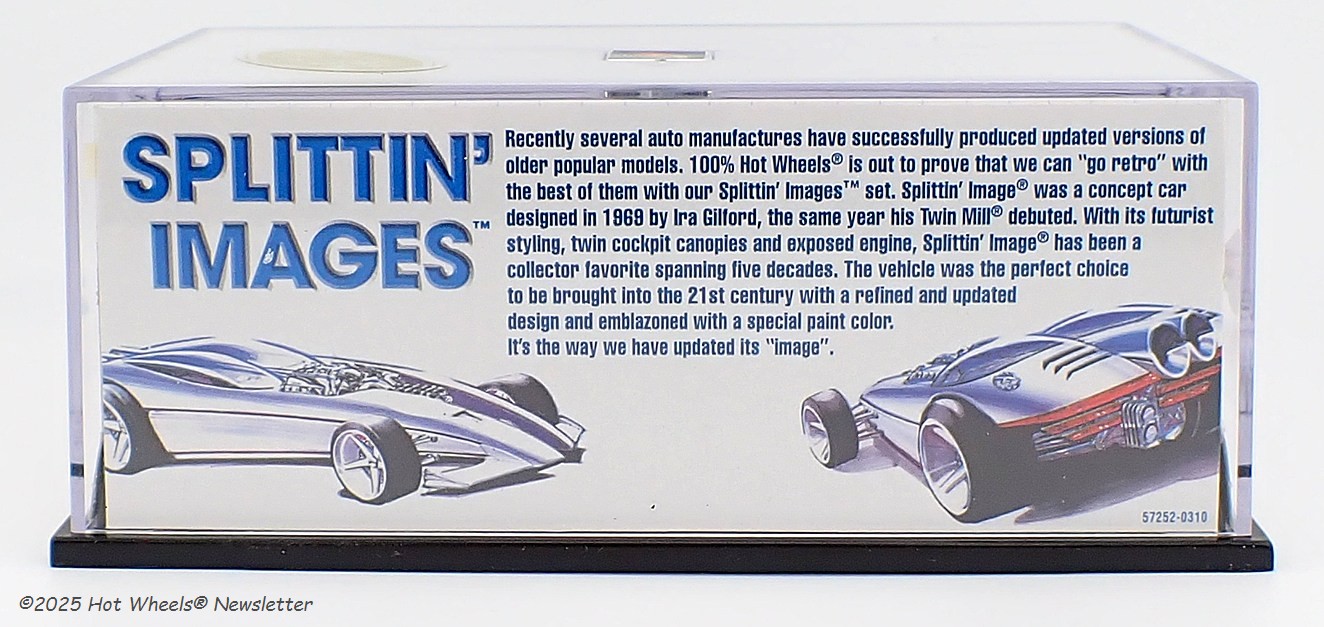 SPLITTIN'
IMAGES™
Recently several auto manufactures have successfully produced updated versions of
older popular models. 100% Hot Wheels® is out to prove that we can "go retro" with
the best of them with our Splittin' Images™ set. Splittin' Image® was a concept car
designed in 1969 by Ira Gilford, the same year his Twin Mill® debuted. With its futurist
styling, twin cockpit canopies and exposed engine, Splittin' Image® has been a
collector favorite spanning five decades. The vehicle was the perfect choice
to be brought into the 21st century with a refined and updated
design and emblazoned with a special paint color.
It's the way we have updated its "image".
57252-0310
©2025 Hot Wheels® Newsletter